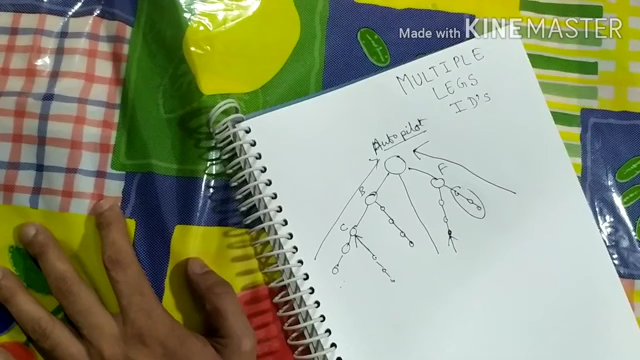 Made with KINEMASTER
MULTIPLE
LEGS
ID's
Autopilot
F
B
C